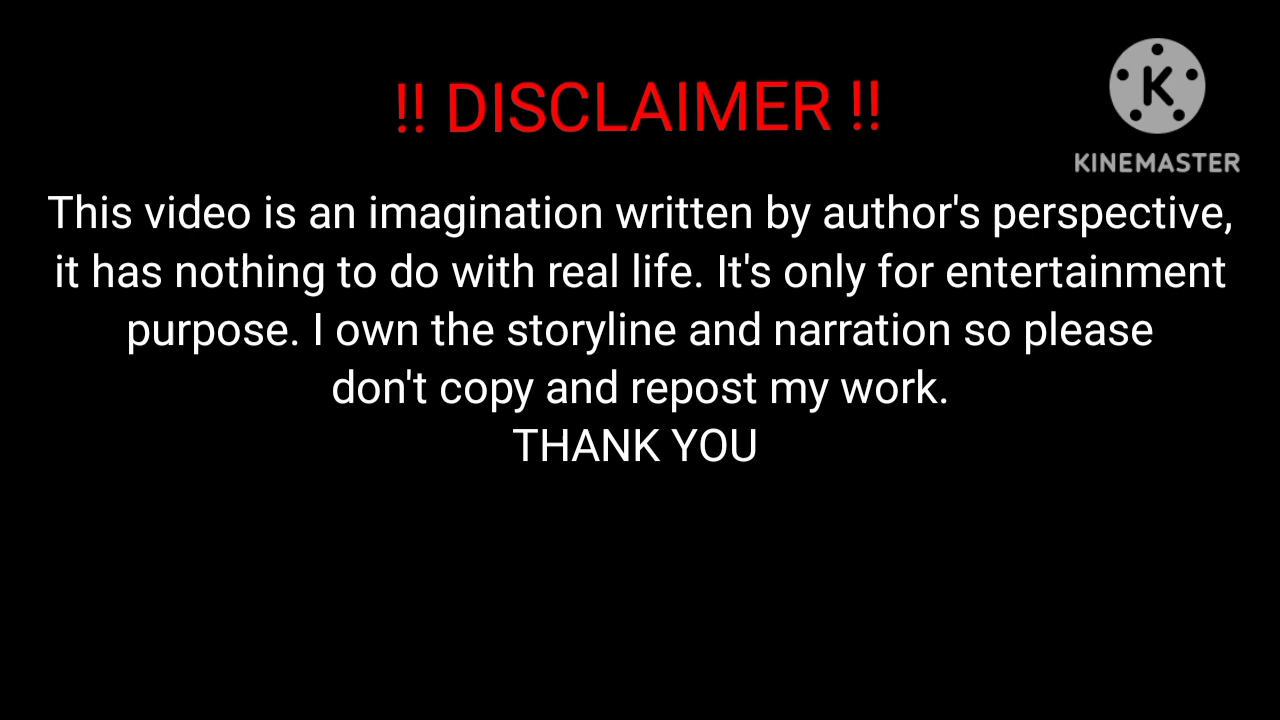 !! DISCLAIMER !!
K
KINEMASTER
This video is an imagination written by author's perspective,
it has nothing to do with real life. It's only for entertainment
purpose. I own the storyline and narration so please
don't copy and repost my work.
THANK YOU